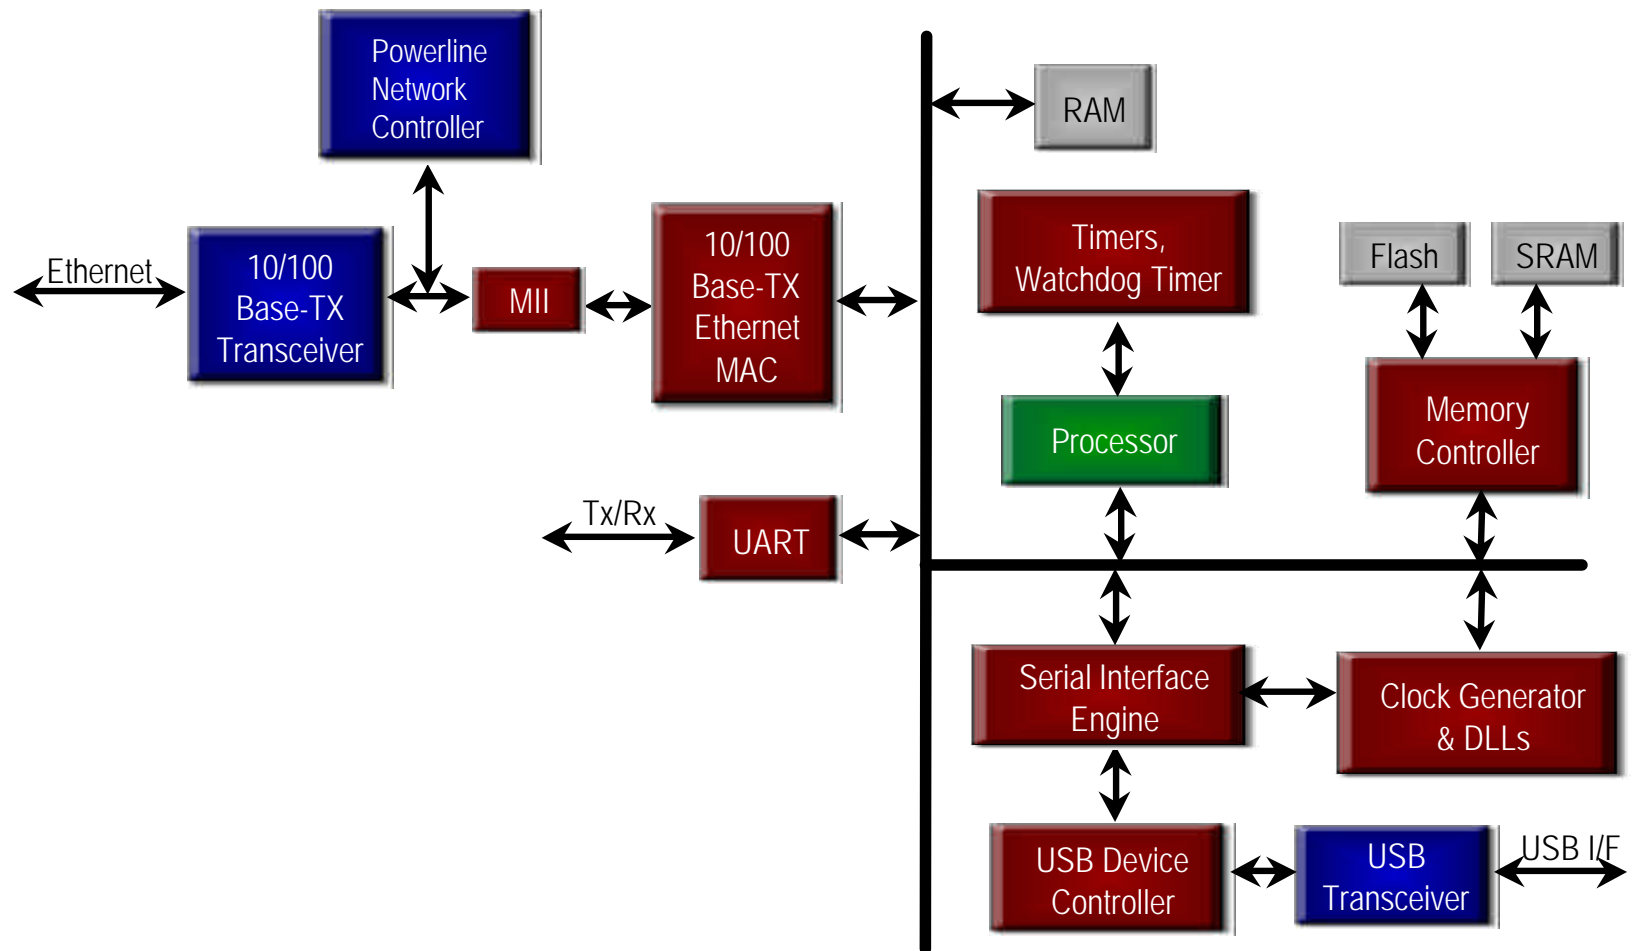 Powerline
Network
Controller
RAM
Timers,
Watchdog Timer
Flash
SRAM
Ethernet
10/100
Base-TX
Transceiver
MII
10/100
Base-TX
Ethernet
MAC
Processor
Memory
Controller
Tx/Rx
UART
Serial Interface
Engine
Clock Generator
& DLLs
USB Device
Controller
USB
Transceiver
USB I/F